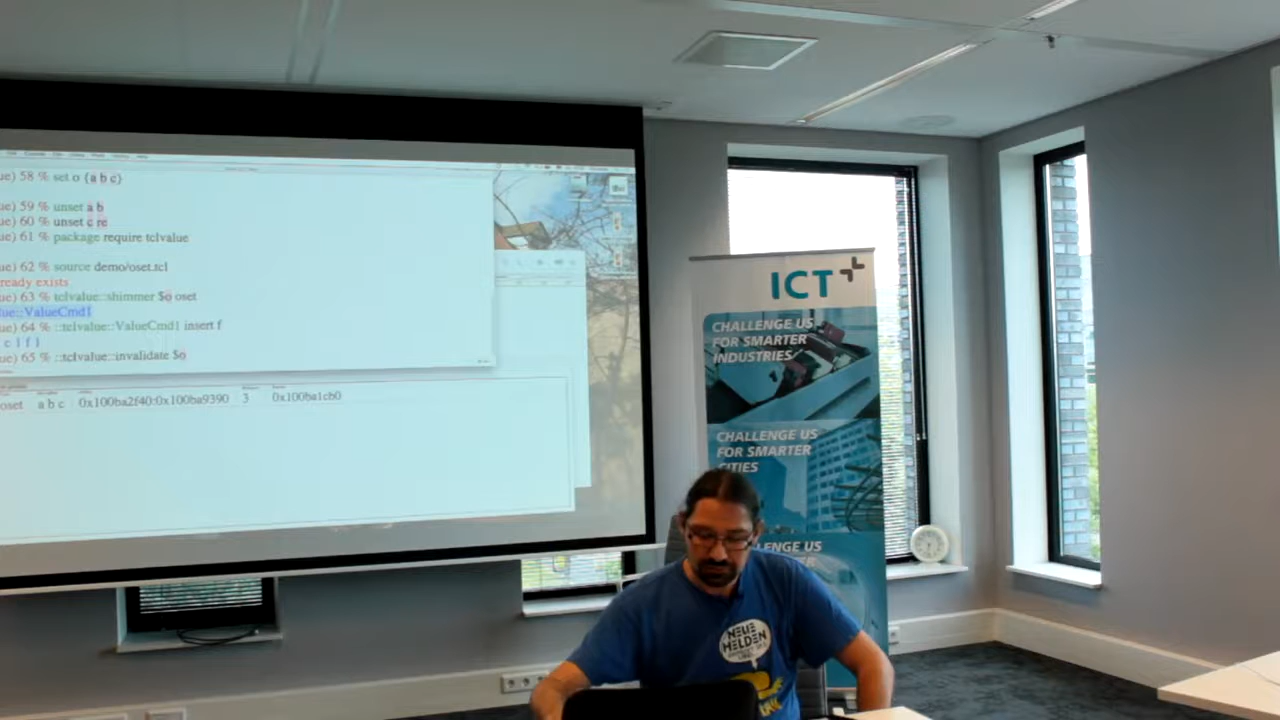 ue) 58 % set o {a b c}
ue) 59 % unset a b
ue) 60 % unset c re
ue) 61 % package require tclvalue
ue) 62 % source demo/oset.tcl
ready exists
ue) 63 % tclvalue::shimmer $o oset
lue::ValueCmd1
ue) 64 % ::tclvalue::ValueCmd1 insert f
ue) 65 % ::tclvalue::invalidate $o
oset a b c 0x100ba2f40:0x100ba9390 3 0x100ba1cb0
ICT
CHALLENGE US
FOR SMARTER
INDUSTRIES
CHALLENGE US
FOR SMARTER
CITIES
LENGE US
NEUE
HELDEN